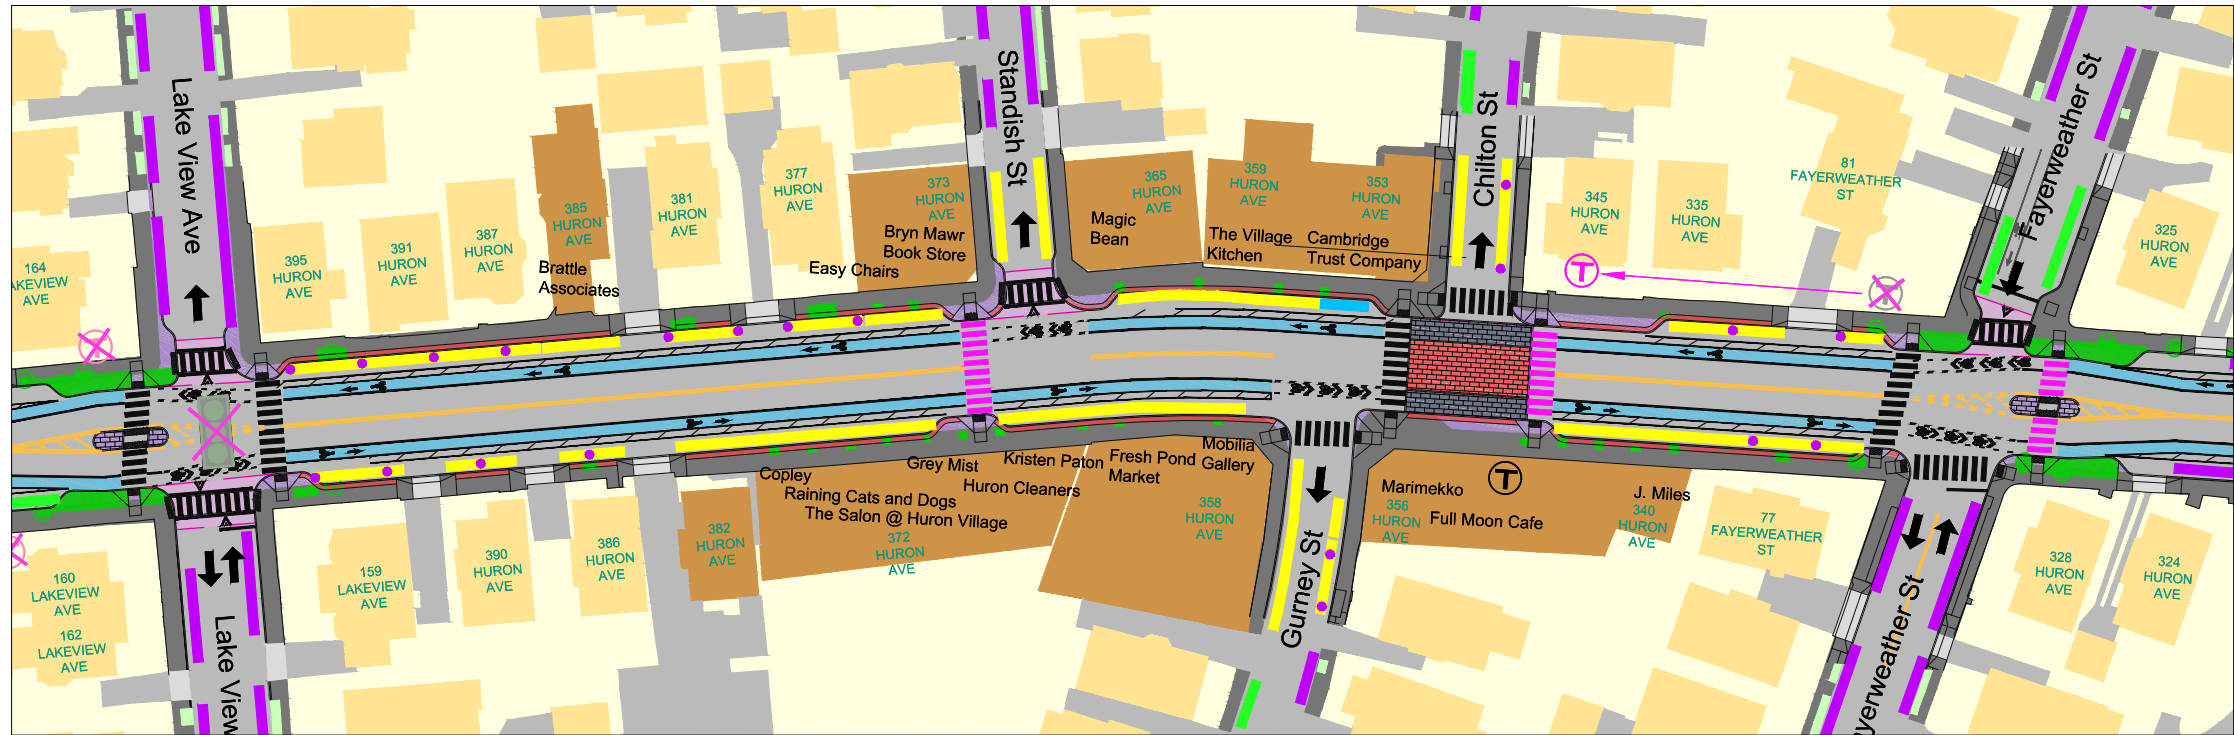 Lake View Ave
Standish St
Chilton St
Fayerweather St
81
FAYERWEATHER
ST
164
AKEVIEW
AVE
395
HURON
AVE
391
HURON
AVE
387
HURON
AVE
385
HURON
AVE
Brattle
Associates
381
HURON
AVE
377
HURON
AVE
Easy Chairs
373
HURON
AVE
Bryn Mawr
Book Store
365
HURON
AVE
Magic
Bean
359
HURON
AVE
The Village
Kitchen
353
HURON
AVE
Cambridge
Trust Company
345
HURON
AVE
335
HURON
AVE
T
T
325
HURON
AVE
160
LAKEVIEW
AVE
162
LAKEVIEW
AVE
Lake View
159
LAKEVIEW
AVE
390
HURON
AVE
386
HURON
AVE
382
HURON
AVE
Copley
Raining Cats and Dogs
The Salon @ Huron Village
372
HURON
AVE
Grey Mist
Huron Cleaners
Kristen Paton
Fresh Pond
Market
Mobilia
Gallery
358
HURON
AVE
Gurney St
Marimekko
356
HURON
AVE
Full Moon Cafe
T
J. Miles
340
HURON
AVE
77
FAYERWEATHER
ST
ayerweather St
328
HURON
AVE
324
HURON
AVE